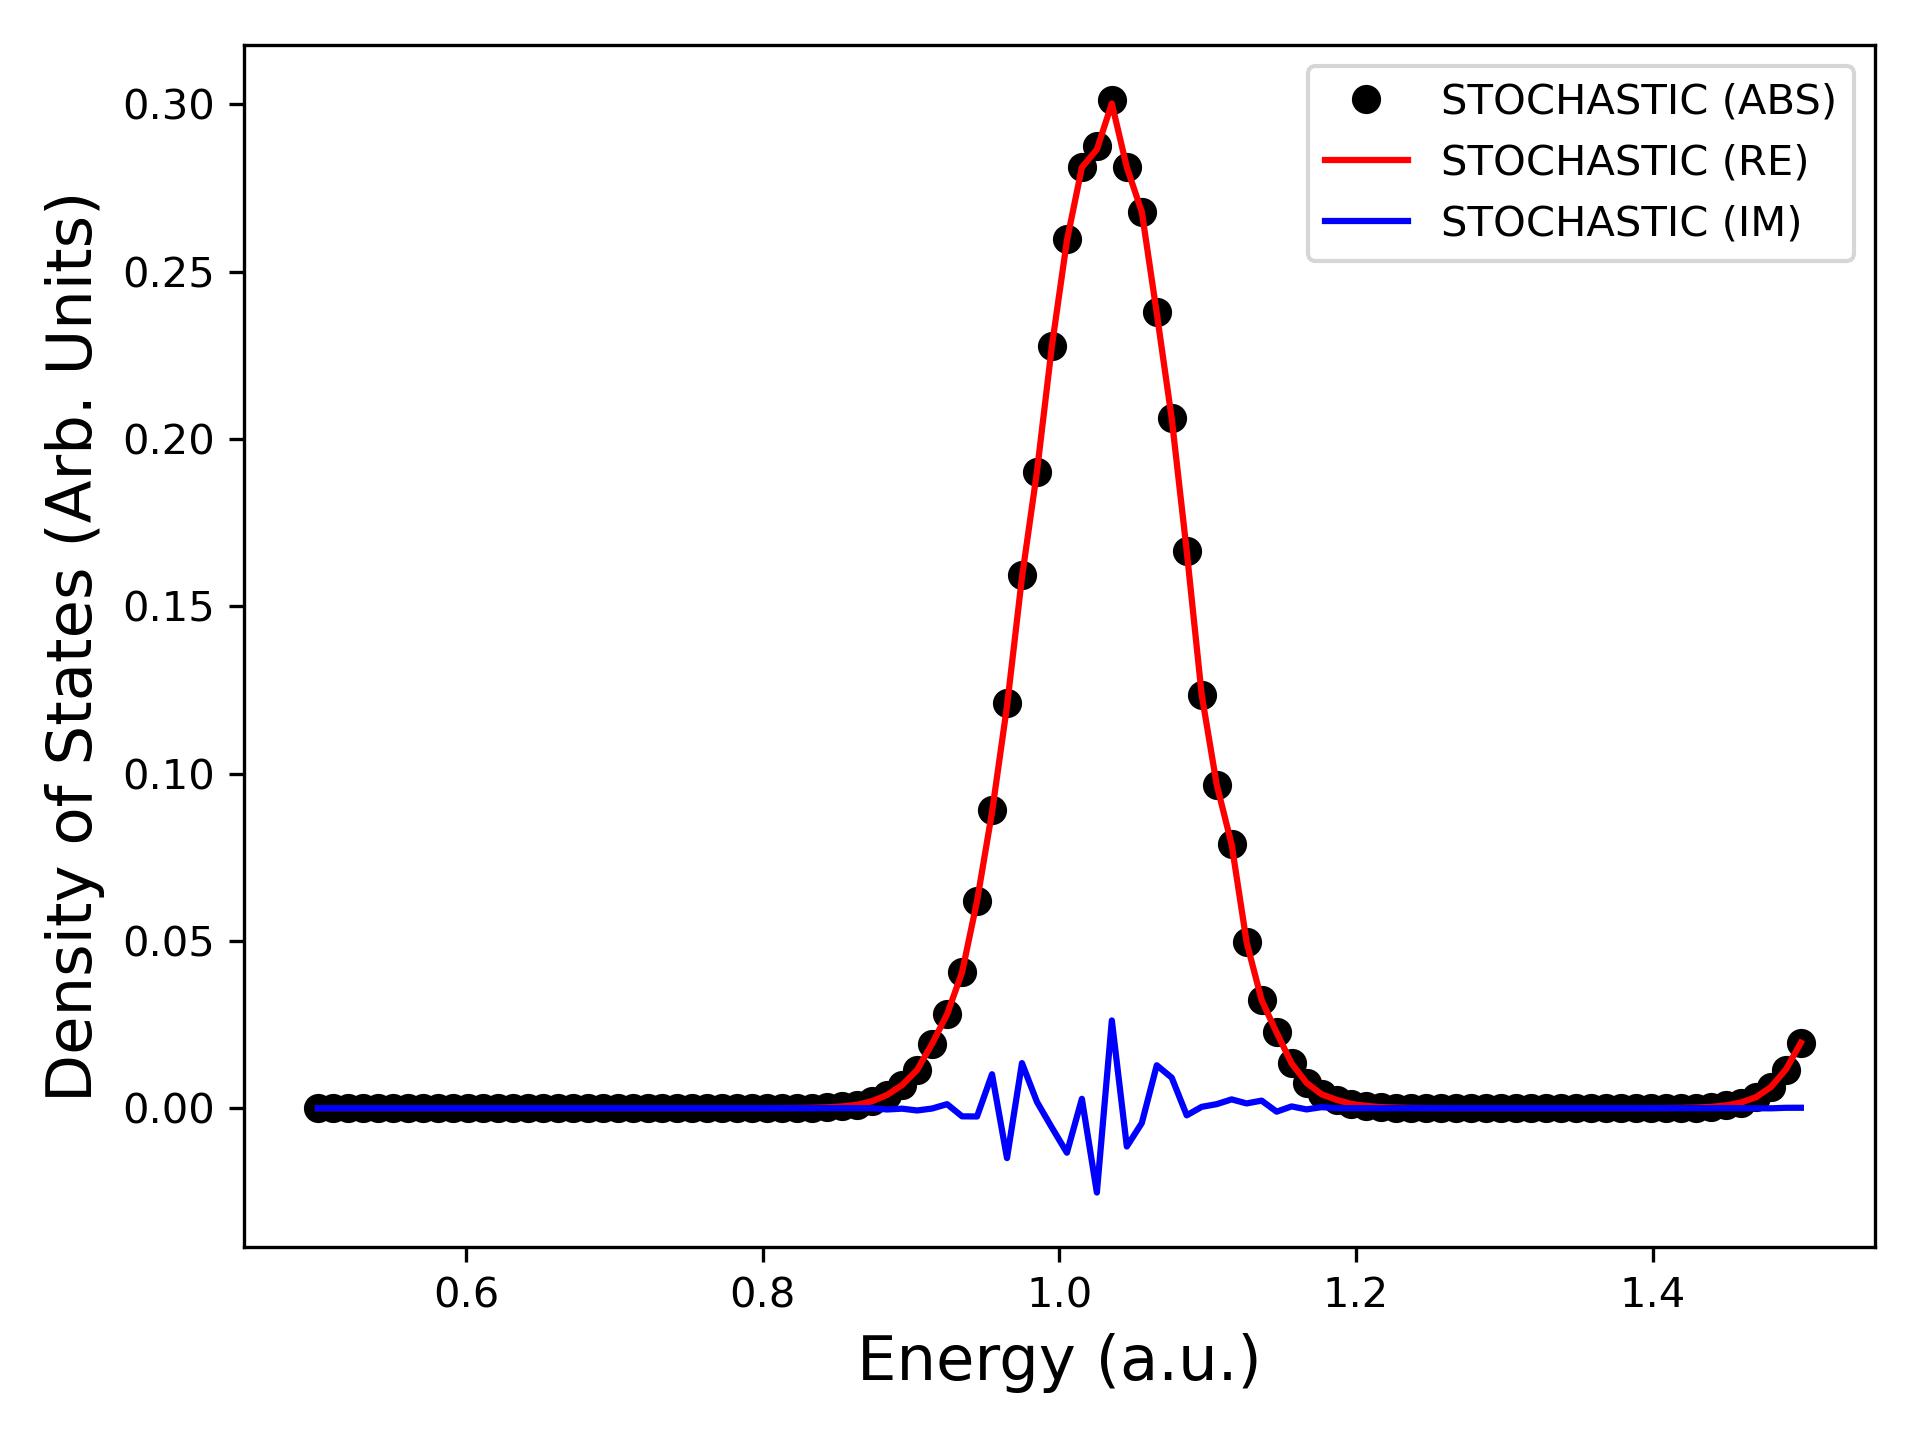 STOCHASTIC (ABS)
STOCHASTIC (RE)
STOCHASTIC (IM)
Density of States (Arb. Units)
0.30
0.25
0.20
0.15
0.10
0.05
0.00
0.6 0.8 1.0 1.2 1.4
Energy (a.u.)